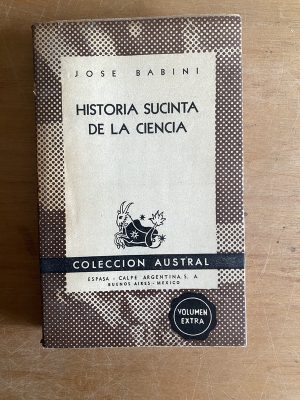 JOSE BABINI
HISTORIA SUCINTA
DE LA CIENCIA
COLECCION AUSTRAL
ESPASA - CALPE ARGENTINA, S. A.
BUENOS AIRES - MEXICO
VOLUMEN
EXTRA